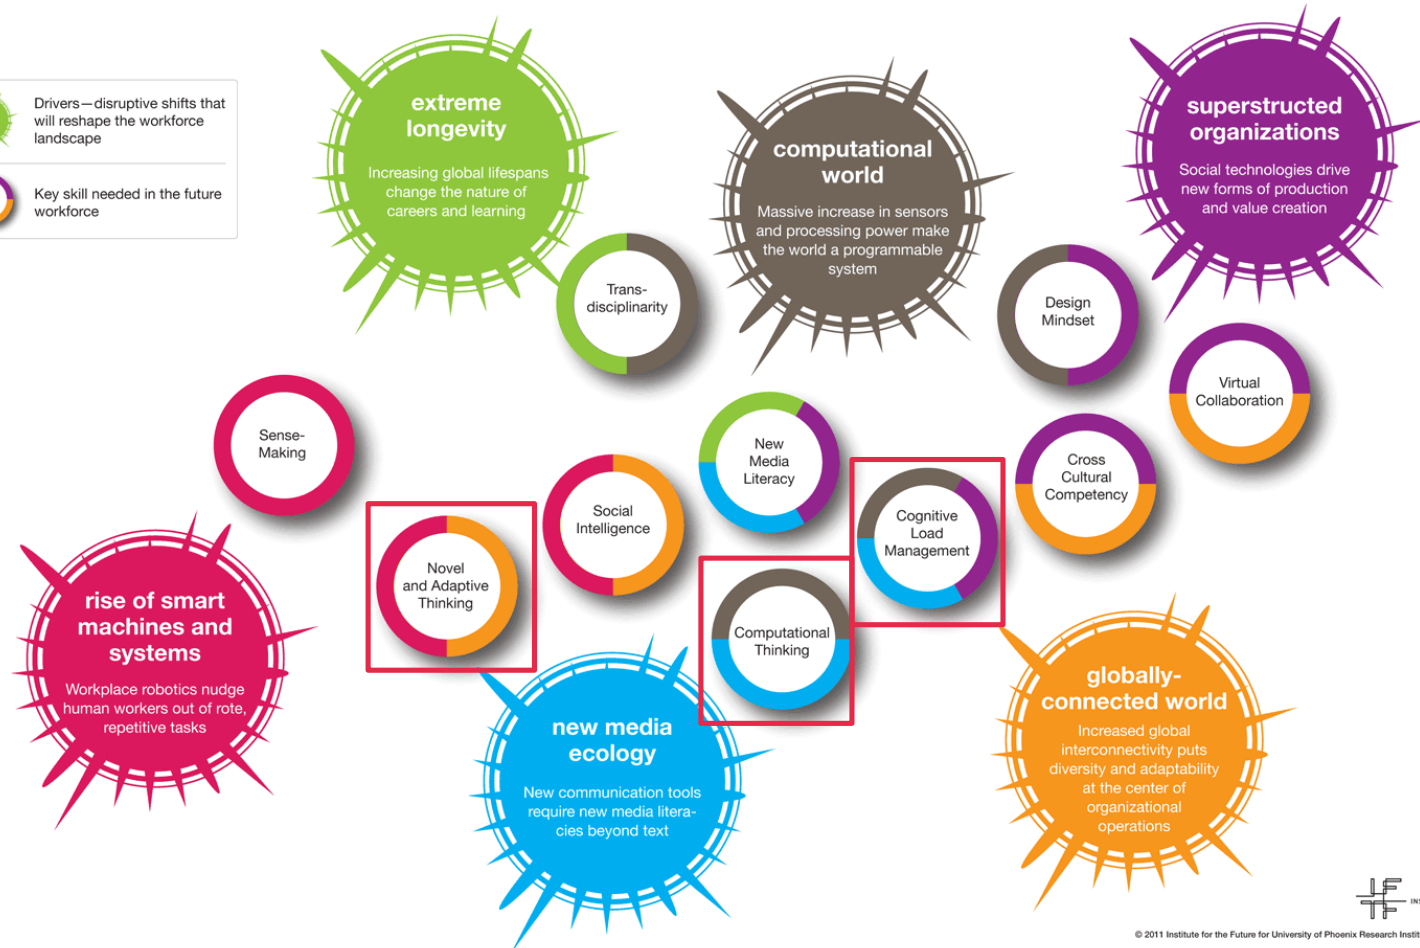 Drivers—disruptive shifts that
will reshape the workforce
landscape
Key skill needed in the future
workforce
extreme
longevity
Increasing global lifespans
change the nature of
careers and learning
computational
world
Massive increase in sensors
and processing power make
the world a programmable
system
superstructed
organizations
Social technologies drive
new forms of production
and value creation
Trans-
disciplinarity
Design
Mindset
Virtual
Collaboration
Sense-
Making
New
Media
Literacy
Cross
Cultural
Competency
Social
Intelligence
Cognitive
Load
Management
Novel
and Adaptive
Thinking
Computational
Thinking
rise of smart
machines and
systems
Workplace robotics nudge
human workers out of rote,
repetitive tasks
new media
ecology
New communication tools
require new media litera-
cies beyond text
globally-
connected world
Increased global
interconnectivity puts
diversity and adaptability
at the center of
organizational
operations
© 2011 Institute for the Future for University of Phoenix Research